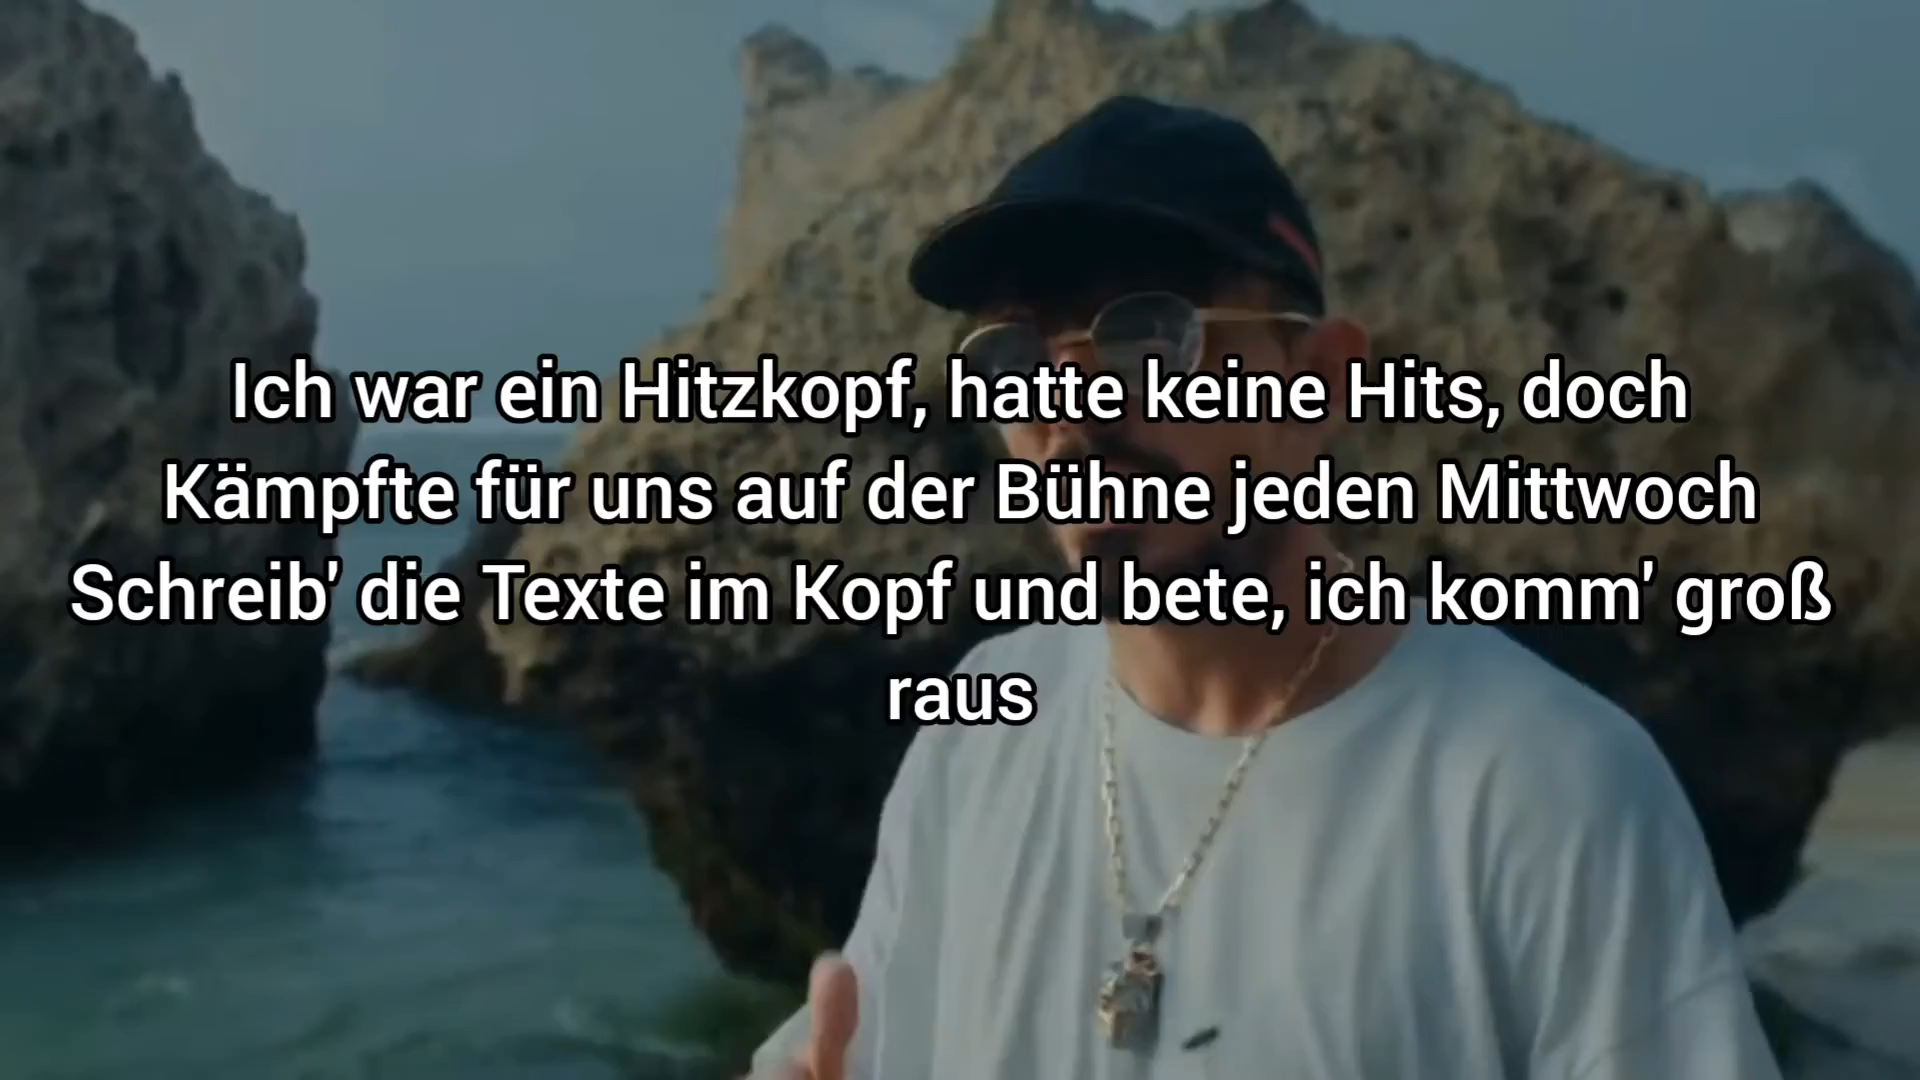 Ich war ein Hitzkopf, hatte keine Hits, doch
Kämpfte für uns auf der Bühne jeden Mittwoch
Schreib' die Texte im Kopf und bete, ich komm' groß
raus